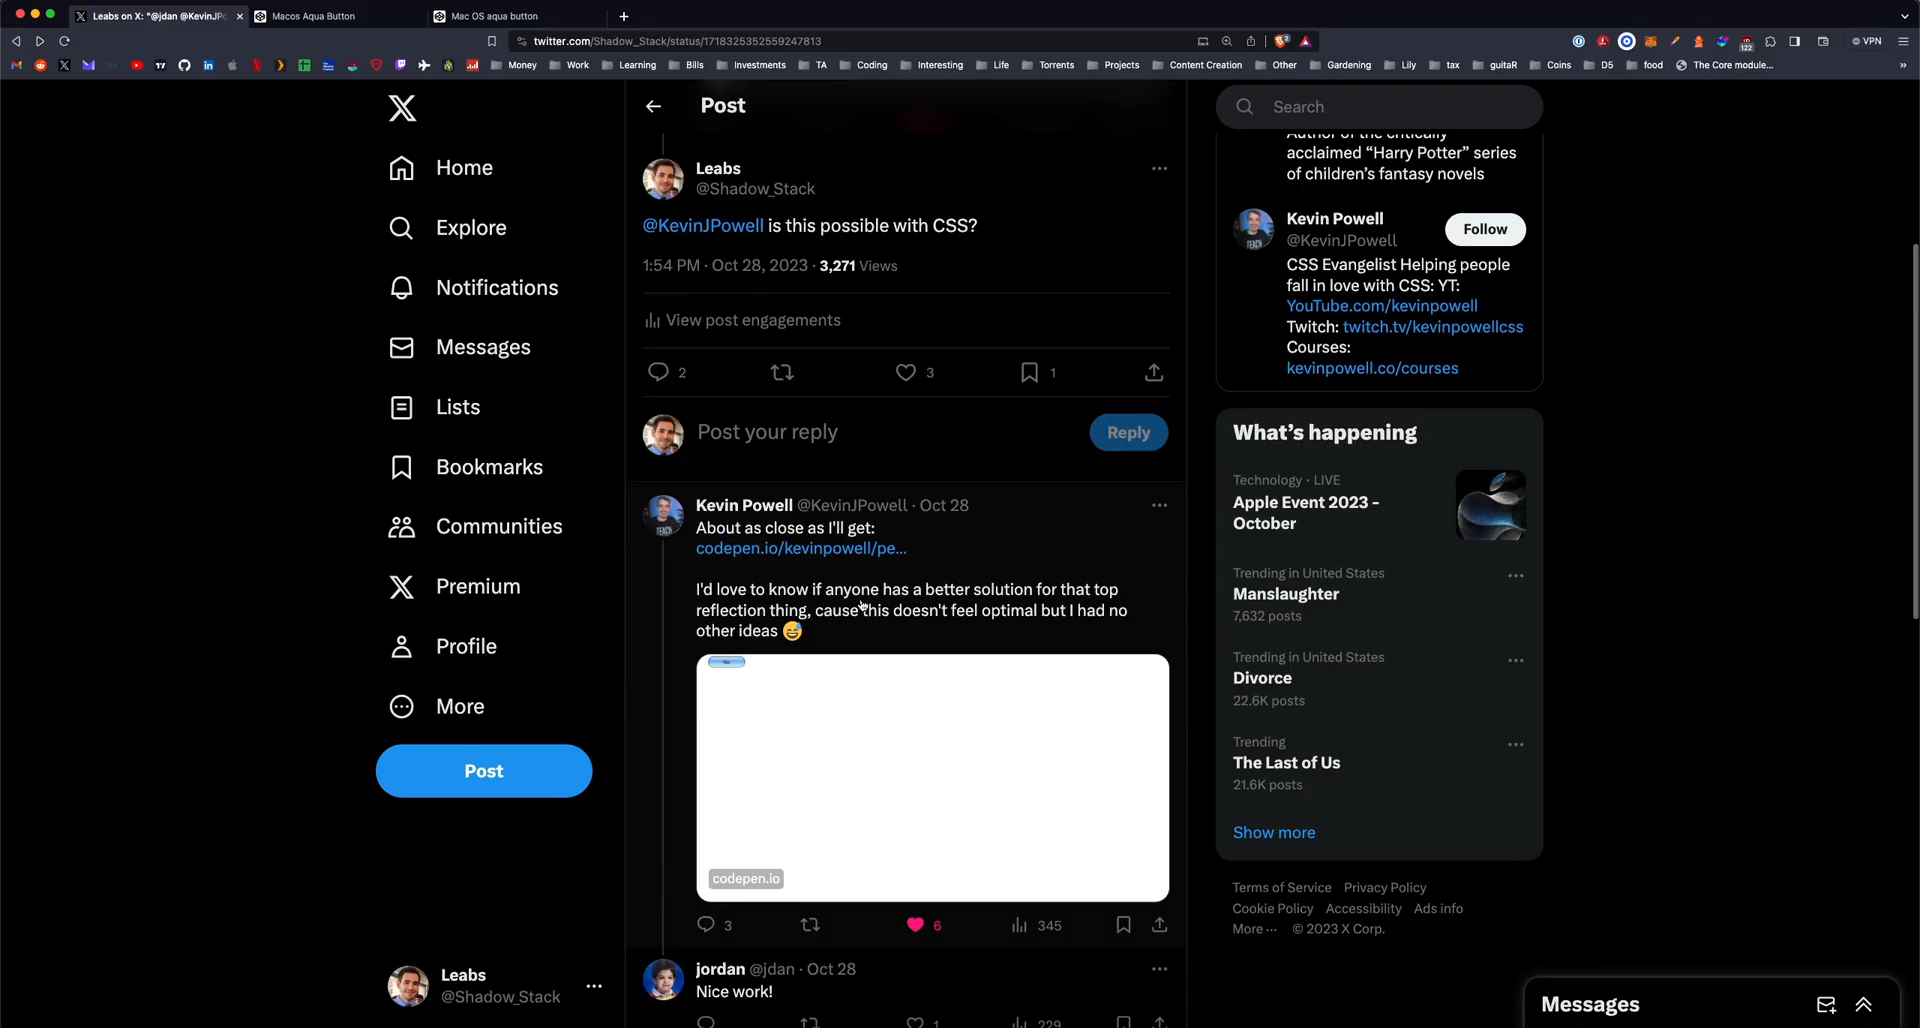 Leabs on X: "@jdan @KevinJP
Macos Aqua Button
Mac OS aqua button
twitter.com/Shadow_Stack/status/1718325352559247813
VPN
Money
Work
Learning
Bills
Investments
TA
Coding
Interesting
Life
Torrents
Projects
Content Creation
Other
Gardening
Lily
tax
guitaR
Coins
D5
food
The Core module...
Home
Explore
Notifications
Messages
Lists
Bookmarks
Communities
Premium
Profile
More
Post
Leabs
@Shadow_Stack
Post
Leabs
@Shadow_Stack
@KevinJPowell is this possible with CSS?
1:54 PM · Oct 28, 2023 · 3,271 Views
View post engagements
2
3
1
Post your reply
Reply
Kevin Powell @KevinJPowell · Oct 28
About as close as I'll get:
codepen.io/kevinpowell/pe...
I'd love to know if anyone has a better solution for that top
reflection thing, cause this doesn't feel optimal but I had no
other ideas 😅
codepen.io
3
6
345
jordan @jdan · Oct 28
Nice work!
1
229
Search
Author of the critically
acclaimed “Harry Potter” series
of children’s fantasy novels
Kevin Powell
@KevinJPowell
Follow
CSS Evangelist Helping people
fall in love with CSS: YT:
YouTube.com/kevinpowell
Twitch: twitch.tv/kevinpowellcss
Courses:
kevinpowell.co/courses
What’s happening
Technology · LIVE
Apple Event 2023 -
October
Trending in United States
Manslaughter
7,632 posts
Trending in United States
Divorce
22.6K posts
Trending
The Last of Us
21.6K posts
Show more
Terms of Service Privacy Policy
Cookie Policy Accessibility Ads info
More ··· © 2023 X Corp.
Messages